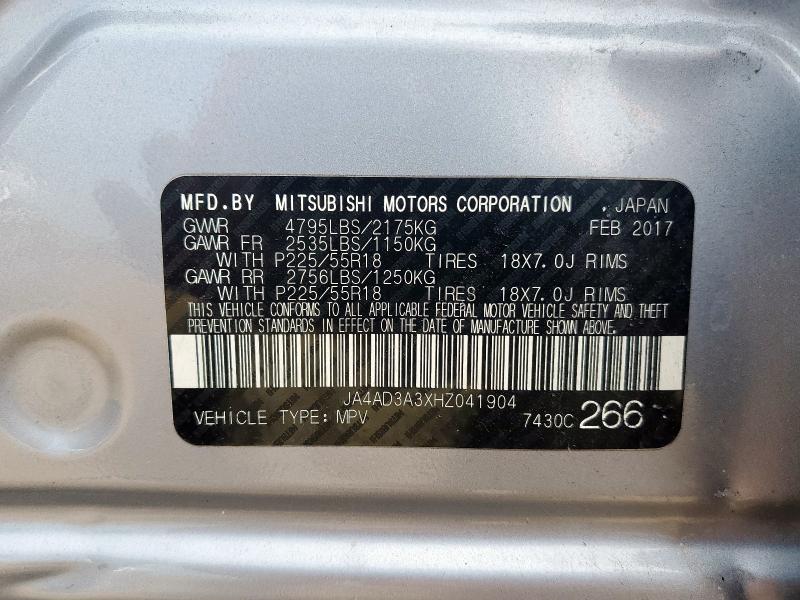 MFD.BY MITSUBISHI MOTORS CORPORATION , JAPAN
GVWR 4795LBS/2175KG FEB 2017
GAWR FR 2535LBS/1150KG
WITH P225/55R18 TIRES 18X7.0J RIMS
GAWR RR 2756LBS/1250KG
WITH P225/55R18 TIRES 18X7.0J RIMS
THIS VEHICLE CONFORMS TO ALL APPLICABLE FEDERAL MOTOR VEHICLE SAFETY AND THEFT
PREVENTION STANDARDS IN EFFECT ON THE DATE OF MANUFACTURE SHOWN ABOVE.
JA4AD3A3XHZ041904
VEHICLE TYPE: MPV 7430C 266